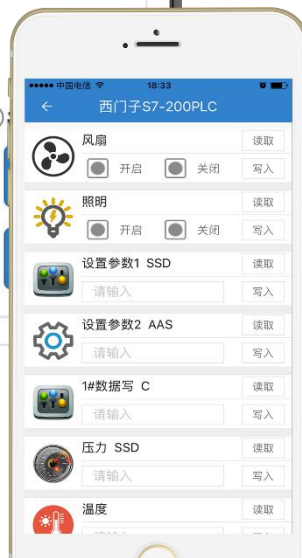 中国电信 18:33
西门子S7-200PLC
风扇 读取
开启 关闭 写入
照明 读取
开启 关闭 写入
设置参数1 SSD 读取
请输入 写入
设置参数2 AAS 读取
请输入 写入
1#数据写 C 读取
请输入 写入
压力 SSD 读取
请输入 写入
温度 读取